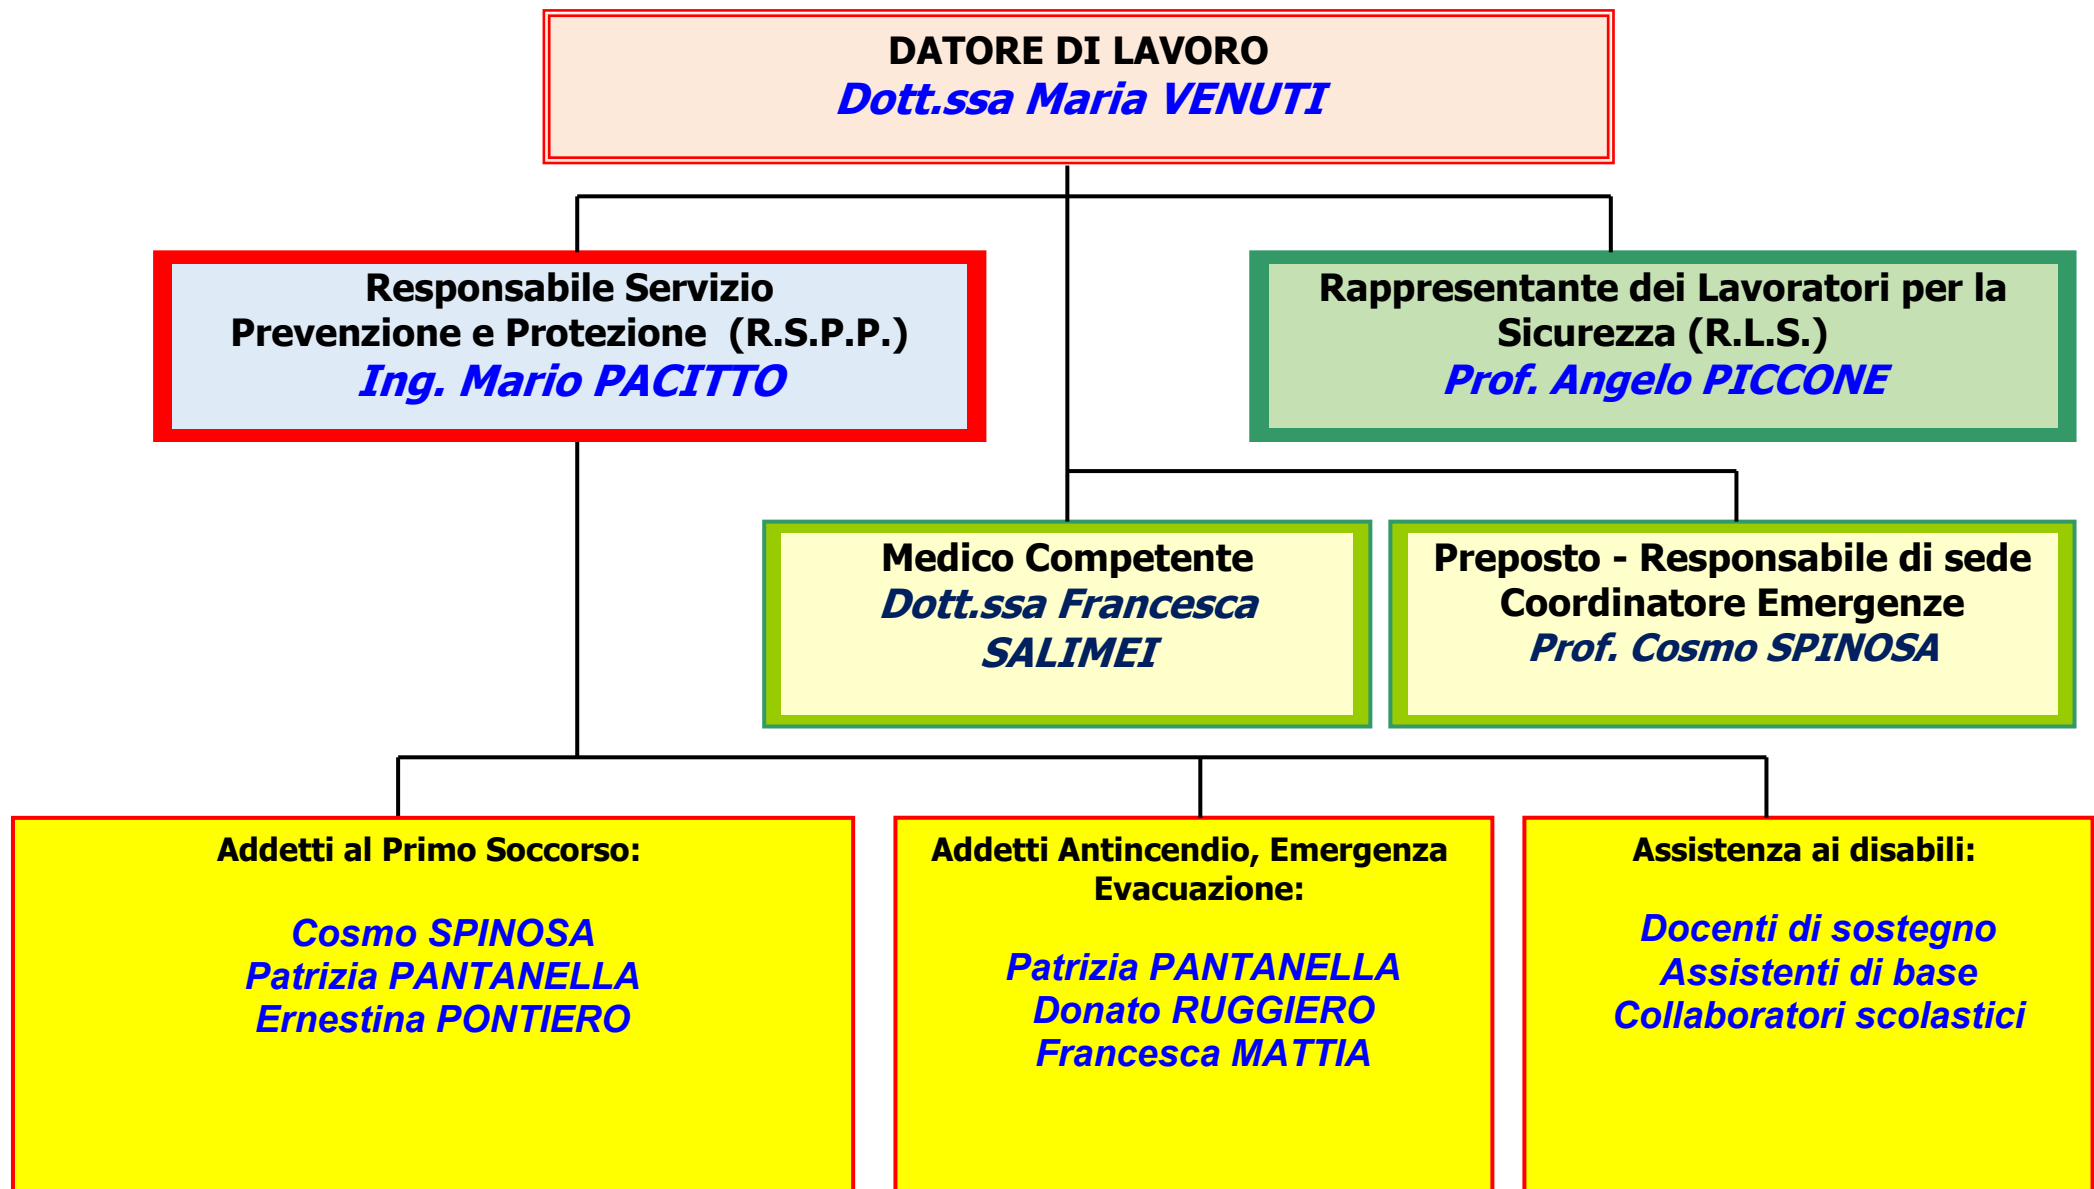 DATORE DI LAVORO
Dott.ssa Maria VENUTI
Responsabile Servizio
Prevenzione e Protezione (R.S.P.P.)
Ing. Mario PACITTO
Rappresentante dei Lavoratori per la
Sicurezza (R.L.S.)
Prof. Angelo PICCONE
Medico Competente
Dott.ssa Francesca
SALIMEI
Preposto - Responsabile di sede
Coordinatore Emergenze
Prof. Cosmo SPINOSA
Addetti al Primo Soccorso:
Cosmo SPINOSA
Patrizia PANTANELLA
Ernestina PONTIERO
Addetti Antincendio, Emergenza
Evacuazione:
Patrizia PANTANELLA
Donato RUGGIERO
Francesca MATTIA
Assistenza ai disabili:
Docenti di sostegno
Assistenti di base
Collaboratori scolastici